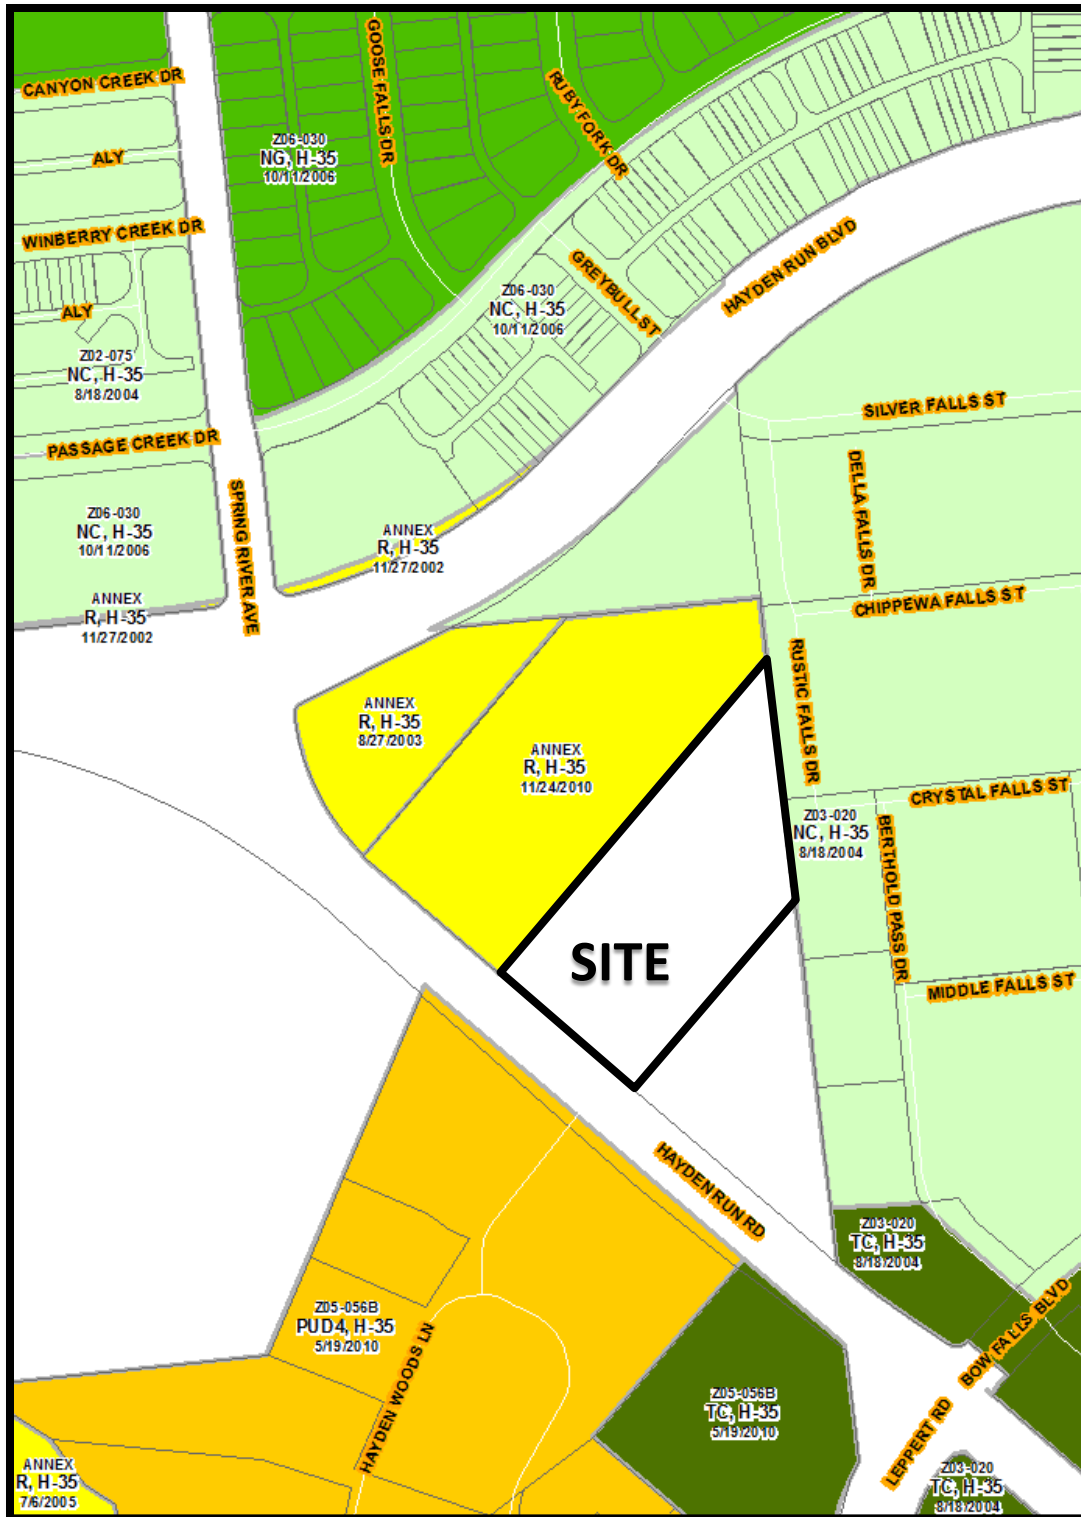 CANYON CREEK DR
ALY
WINBERRY CREEK DR
ALY
Z02-075
NC, H-35
8/18/2004
PASSAGE CREEK DR
Z06-030
NC, H-35
10/11/2006
ANNEX
R, H-35
11/27/2002
SPRING RIVER AVE
Z06-030
NG, H-35
10/11/2006
GOOSE FALLS DR
RUBY FORK DR
Z06-030
NC, H-35
10/11/2006
GREYBULL ST
HAYDEN RUN BLVD
ANNEX
R, H-35
11/27/2002
SILVER FALLS ST
DELLA FALLS DR
CHIPPEWA FALLS ST
RUSTIC FALLS DR
ANNEX
R, H-35
8/27/2003
ANNEX
R, H-35
11/24/2010
CRYSTAL FALLS ST
Z03-020
NC, H-35
8/18/2004
BERTHOLD PASS DR
SITE
MIDDLE FALLS ST
HAYDEN RUN RD
Z03-020
TC, H-35
8/18/2004
BOW FALLS BLVD
Z05-056B
PUD4, H-35
5/19/2010
HAYDEN WOODS LN
Z05-056B
TC, H-35
5/19/2010
LEPPERT RD
ANNEX
R, H-35
7/6/2005
Z03-020
TC, H-35
8/18/2004